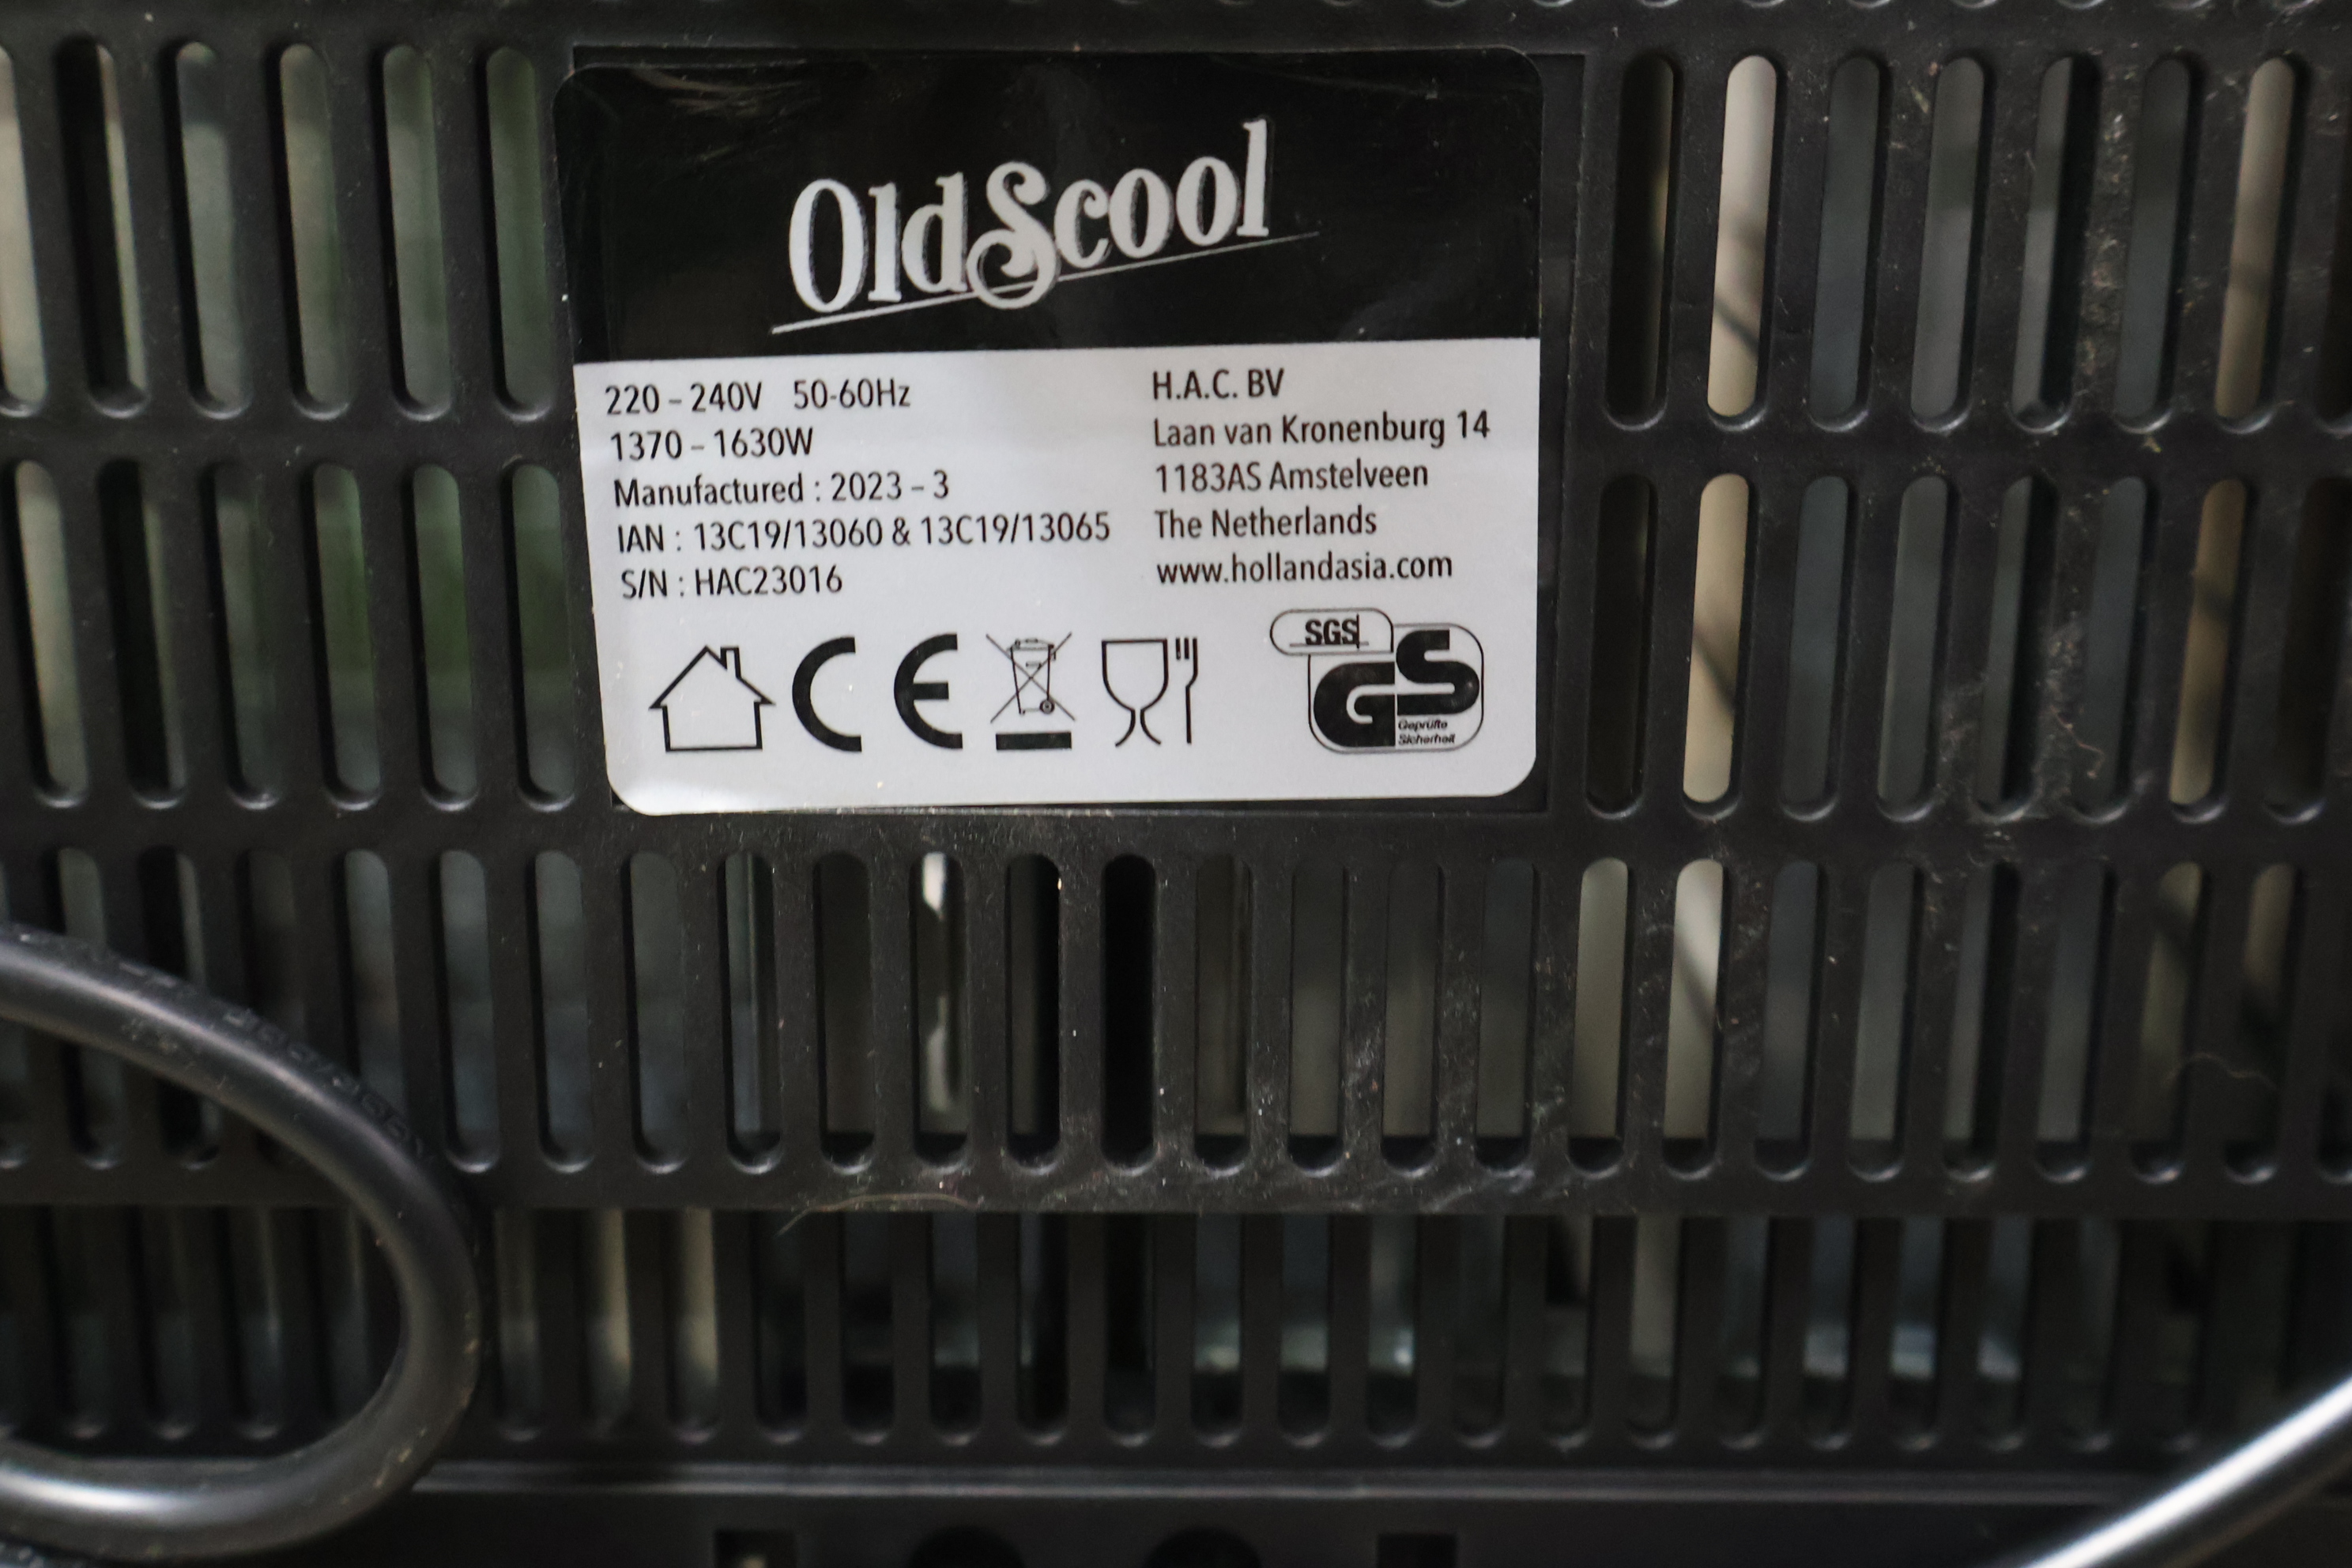 OldScool
220 – 240V 50-60Hz
1370 – 1630W
Manufactured : 2023 – 3
IAN : 13C19/13060 & 13C19/13065
S/N : HAC23016
H.A.C. BV
Laan van Kronenburg 14
1183AS Amstelveen
The Netherlands
www.hollandasia.com
CE
SGS
GS
Geprüfte
Sicherheit